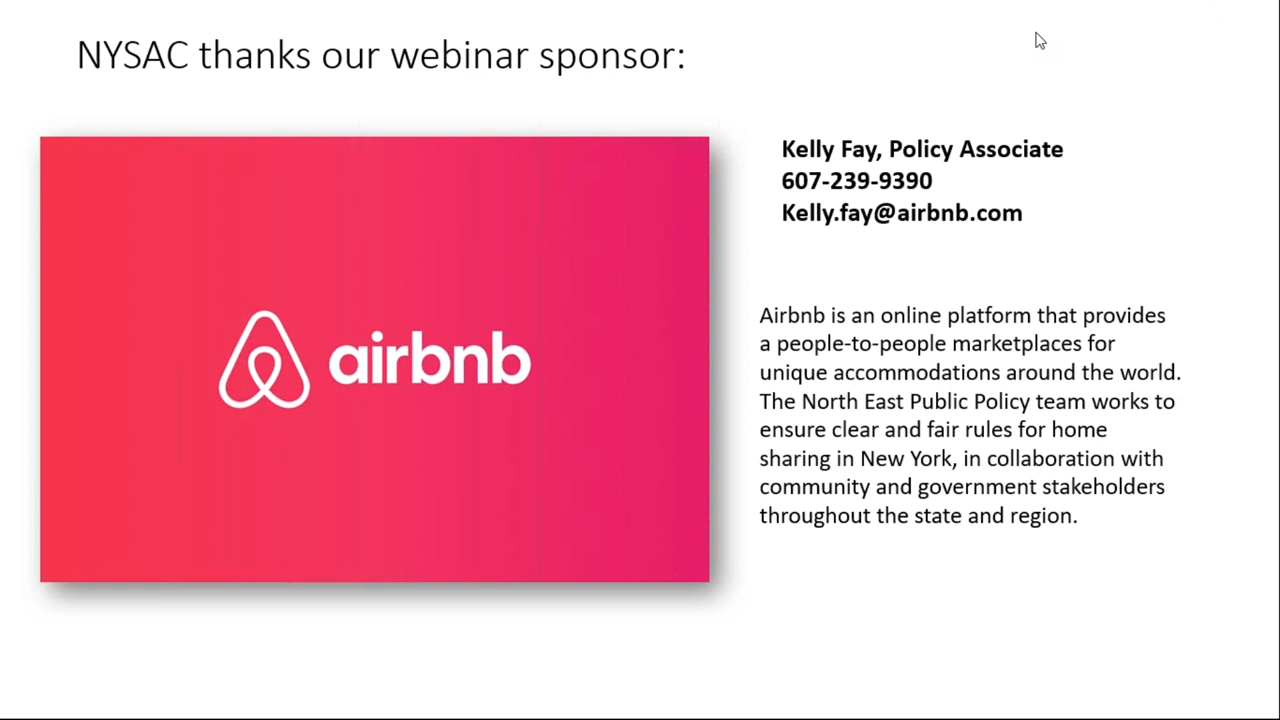 NYSAC thanks our webinar sponsor:
airbnb
Kelly Fay, Policy Associate
607-239-9390
Kelly.fay@airbnb.com
Airbnb is an online platform that provides
a people-to-people marketplaces for
unique accommodations around the world.
The North East Public Policy team works to
ensure clear and fair rules for home
sharing in New York, in collaboration with
community and government stakeholders
throughout the state and region.